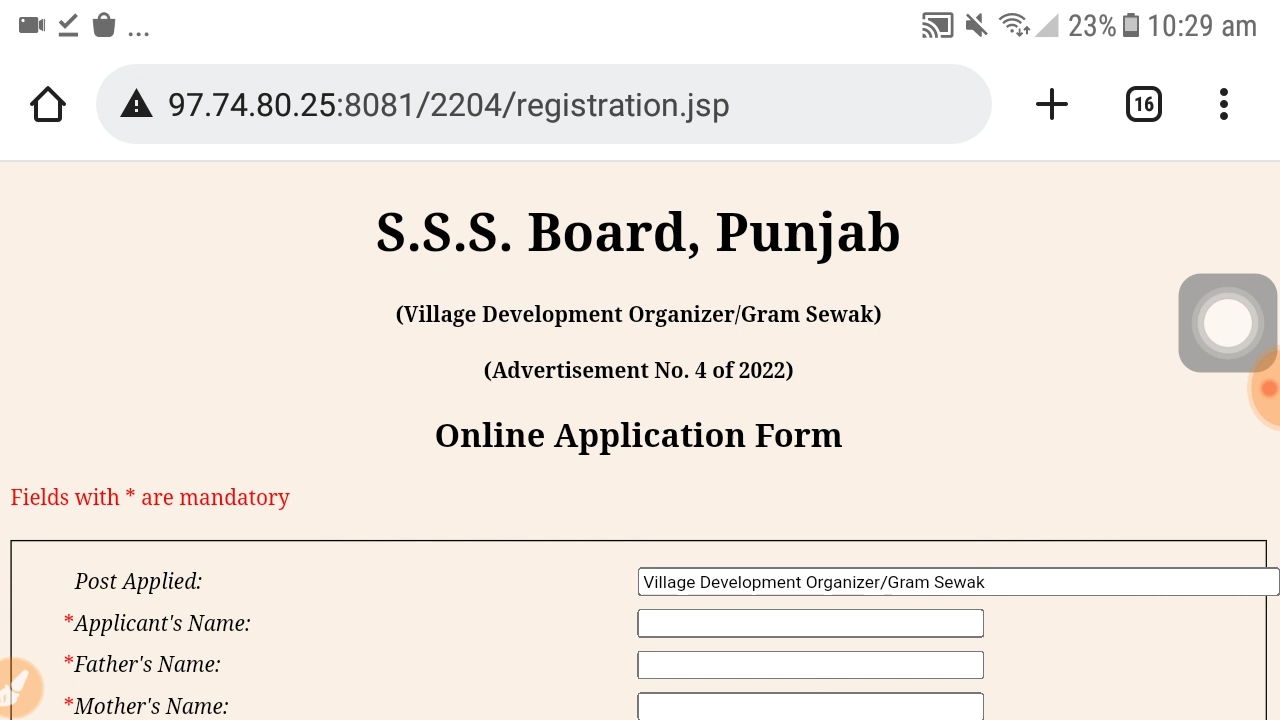 ... 23% 10:29 am
97.74.80.25:8081/2204/registration.jsp 16
S.S.S. Board, Punjab
(Village Development Organizer/Gram Sewak)
(Advertisement No. 4 of 2022)
Online Application Form
Fields with * are mandatory
Post Applied: Village Development Organizer/Gram Sewak
*Applicant's Name:
*Father's Name:
*Mother's Name: